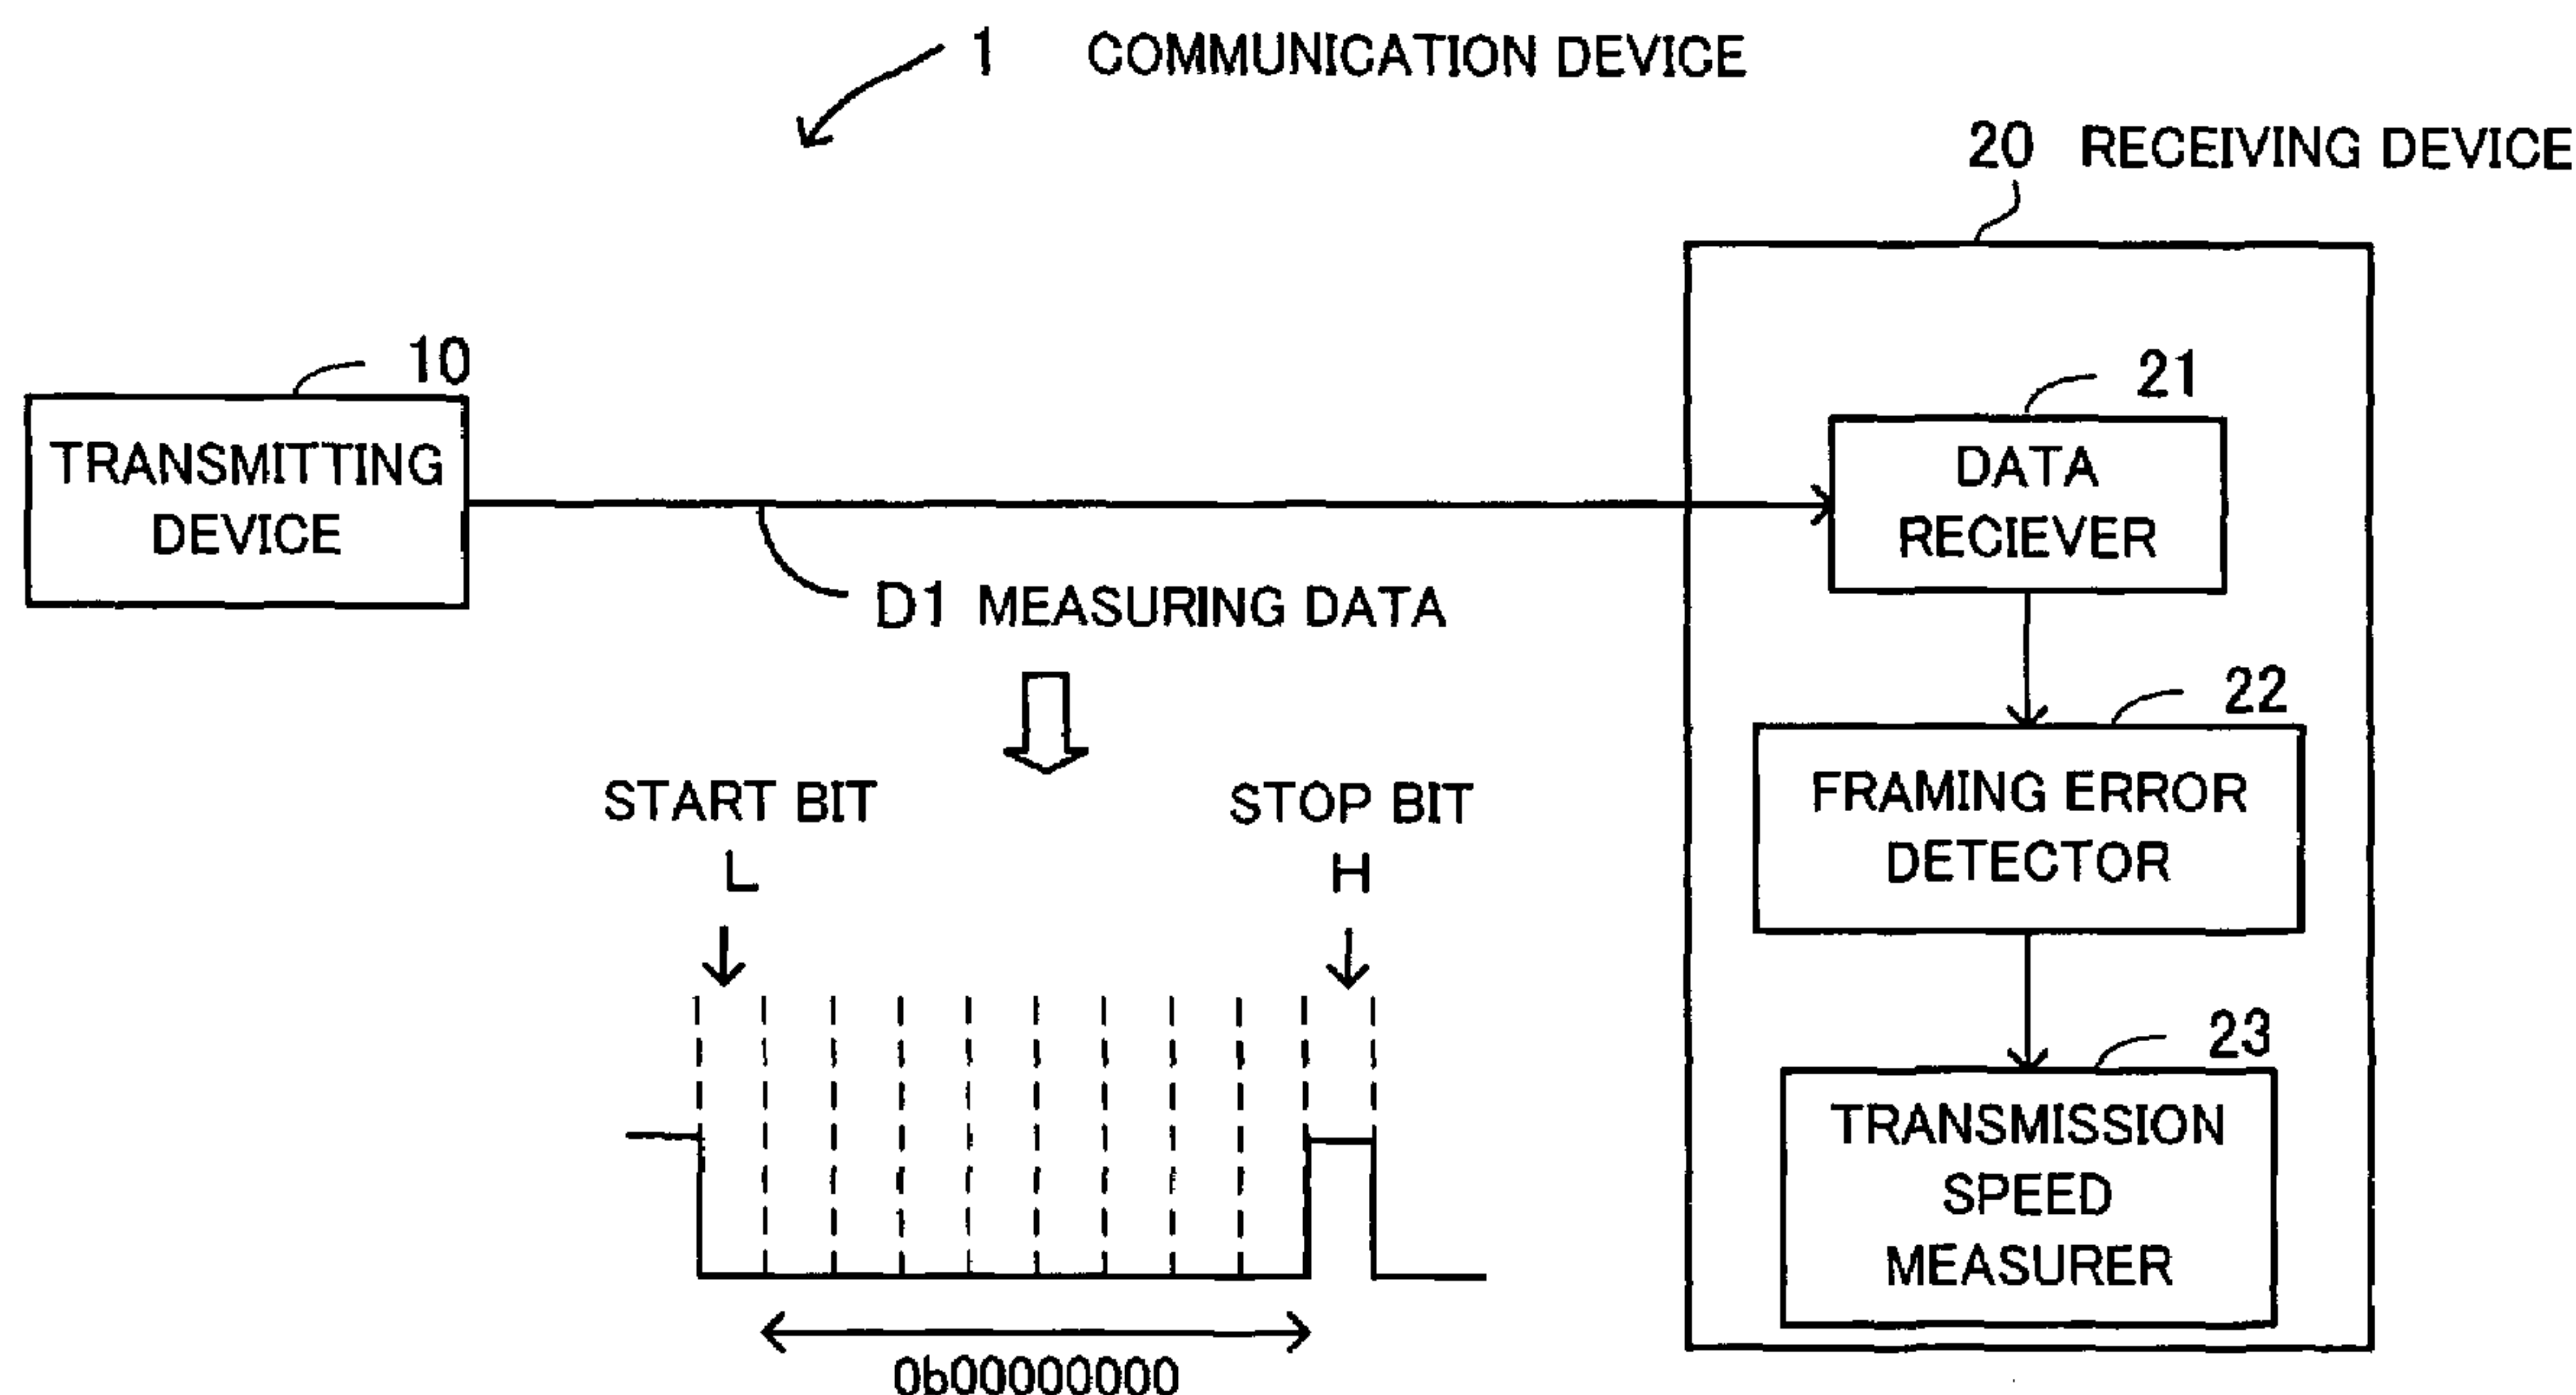 1 COMMUNICATION DEVICE
20 RECEIVING DEVICE
10
TRANSMITTING
DEVICE
D1 MEASURING DATA
21
DATA
RECIEVER
22
FRAMING ERROR
DETECTOR
23
TRANSMISSION
SPEED
MEASURER
START BIT
L
STOP BIT
H
0b00000000